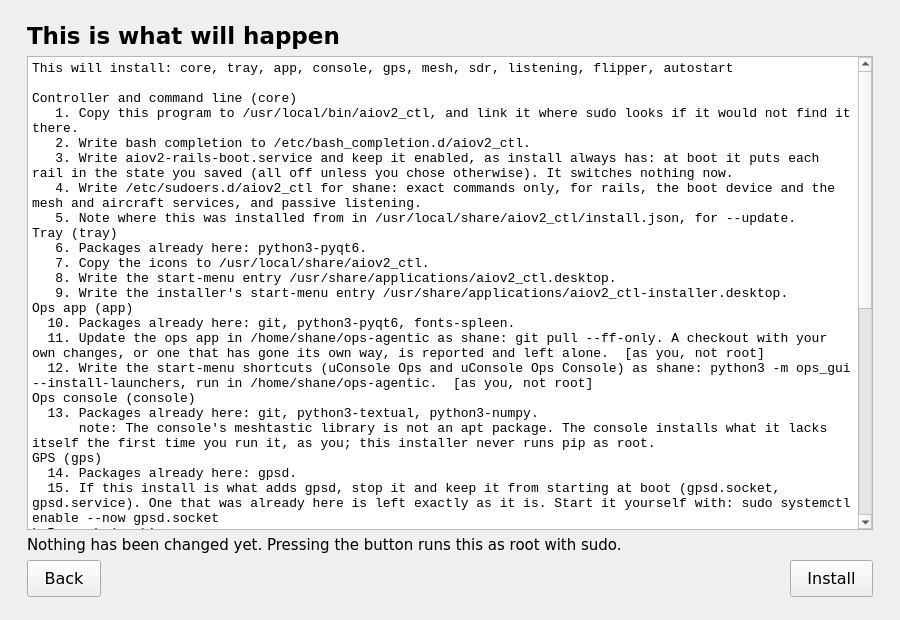 This is what will happen
This will install: core, tray, app, console, gps, mesh, sdr, listening, flipper, autostart
Controller and command line (core)
1. Copy this program to /usr/local/bin/aiov2_ctl, and link it where sudo looks if it would not find it
there.
2. Write bash completion to /etc/bash_completion.d/aiov2_ctl.
3. Write aiov2-rails-boot.service and keep it enabled, as install always has: at boot it puts each
rail in the state you saved (all off unless you chose otherwise). It switches nothing now.
4. Write /etc/sudoers.d/aiov2_ctl for shane: exact commands only, for rails, the boot device and the
mesh and aircraft services, and passive listening.
5. Note where this was installed from in /usr/local/share/aiov2_ctl/install.json, for --update.
Tray (tray)
6. Packages already here: python3-pyqt6.
7. Copy the icons to /usr/local/share/aiov2_ctl.
8. Write the start-menu entry /usr/share/applications/aiov2_ctl.desktop.
9. Write the installer's start-menu entry /usr/share/applications/aiov2_ctl-installer.desktop.
Ops app (app)
10. Packages already here: git, python3-pyqt6, fonts-spleen.
11. Update the ops app in /home/shane/ops-agentic as shane: git pull --ff-only. A checkout with your
own changes, or one that has gone its own way, is reported and left alone.  [as you, not root]
12. Write the start-menu shortcuts (uConsole Ops and uConsole Ops Console) as shane: python3 -m ops_gui
--install-launchers, run in /home/shane/ops-agentic.  [as you, not root]
Ops console (console)
13. Packages already here: git, python3-textual, python3-numpy.
note: The console's meshtastic library is not an apt package. The console installs what it lacks
itself the first time you run it, as you; this installer never runs pip as root.
GPS (gps)
14. Packages already here: gpsd.
15. If this install is what adds gpsd, stop it and keep it from starting at boot (gpsd.socket,
gpsd.service). One that was already here is left exactly as it is. Start it yourself with: sudo systemctl
enable --now gpsd.socket
Nothing has been changed yet. Pressing the button runs this as root with sudo.
Back
Install